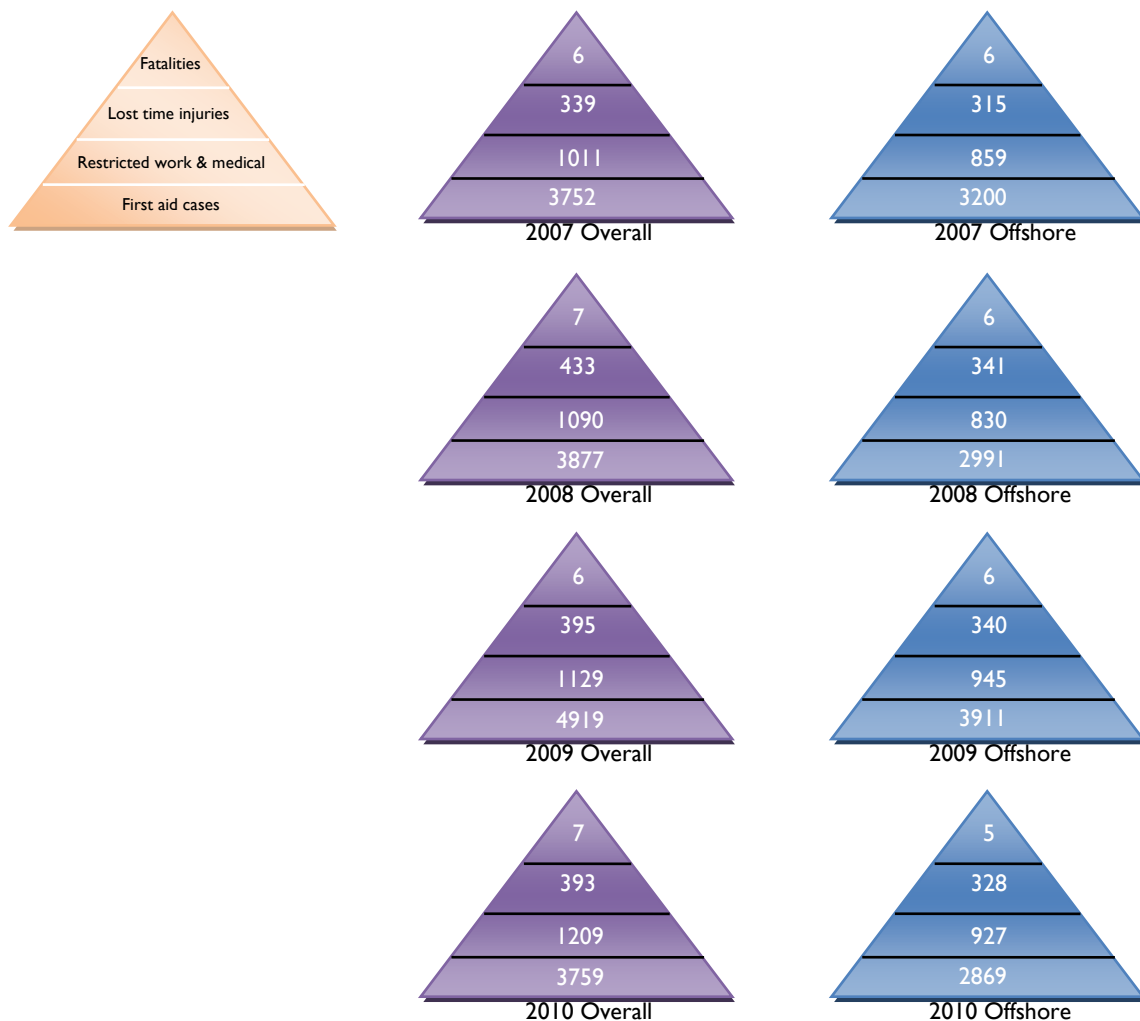 Fatalities
Lost time injuries
Restricted work & medical
First aid cases
6
339
1011
3752
2007 Overall
6
315
859
3200
2007 Offshore
7
433
1090
3877
2008 Overall
6
341
830
2991
2008 Offshore
6
395
1129
4919
2009 Overall
6
340
945
3911
2009 Offshore
7
393
1209
3759
2010 Overall
5
328
927
2869
2010 Offshore